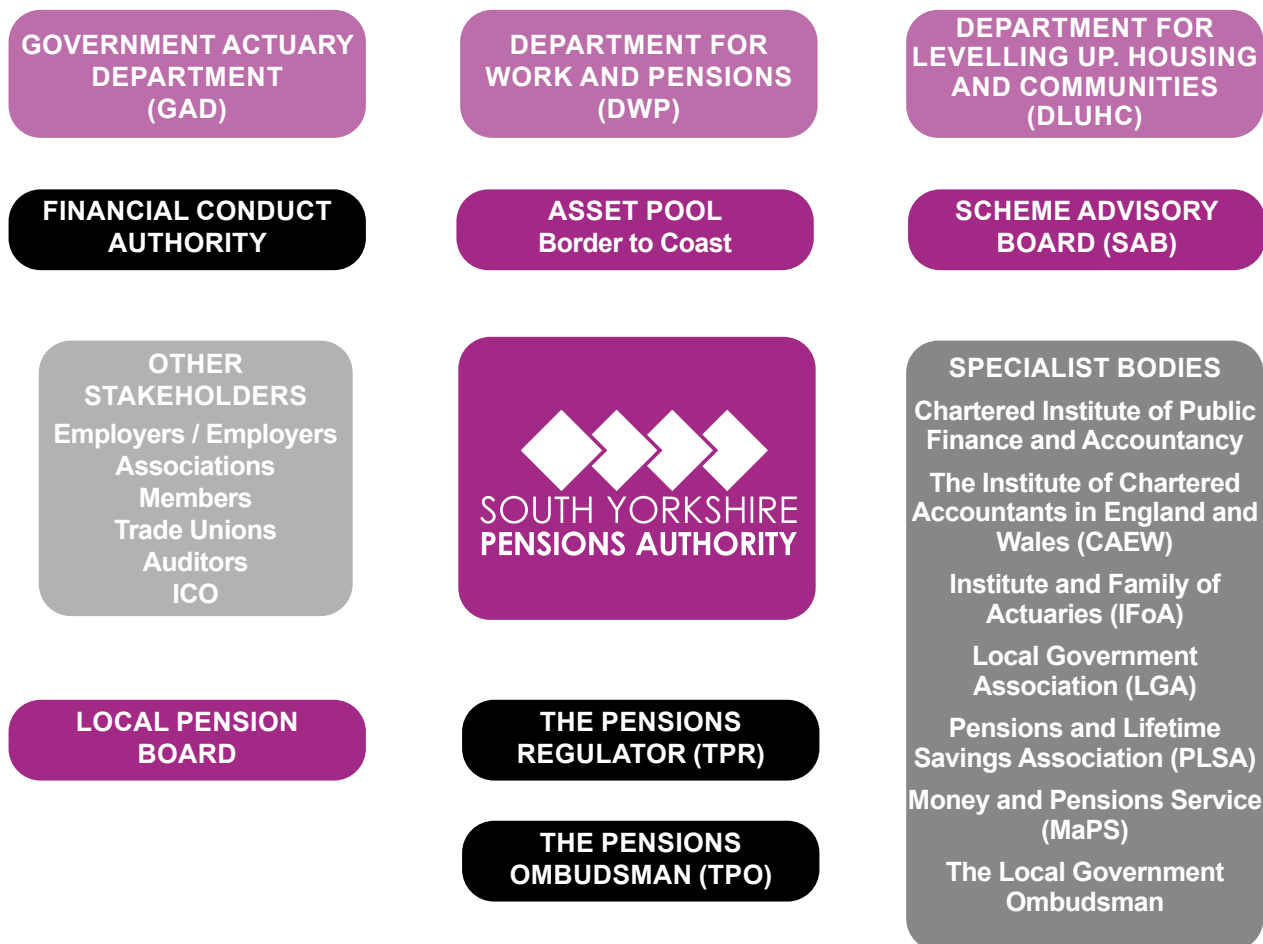 GOVERNMENT ACTUARY
DEPARTMENT
(GAD)
DEPARTMENT FOR
WORK AND PENSIONS
(DWP)
DEPARTMENT FOR
LEVELLING UP. HOUSING
AND COMMUNITIES
(DLUHC)
FINANCIAL CONDUCT
AUTHORITY
ASSET POOL
Border to Coast
SCHEME ADVISORY
BOARD (SAB)
OTHER
STAKEHOLDERS
Employers / Employers
Associations
Members
Trade Unions
Auditors
ICO
SOUTH YORKSHIRE
PENSIONS AUTHORITY
SPECIALIST BODIES
Chartered Institute of Public
Finance and Accountancy
The Institute of Chartered
Accountants in England and
Wales (CAEW)
Institute and Family of
Actuaries (IFoA)
Local Government
Association (LGA)
Pensions and Lifetime
Savings Association (PLSA)
Money and Pensions Service
(MaPS)
The Local Government
Ombudsman
LOCAL PENSION
BOARD
THE PENSIONS
REGULATOR (TPR)
THE PENSIONS
OMBUDSMAN (TPO)